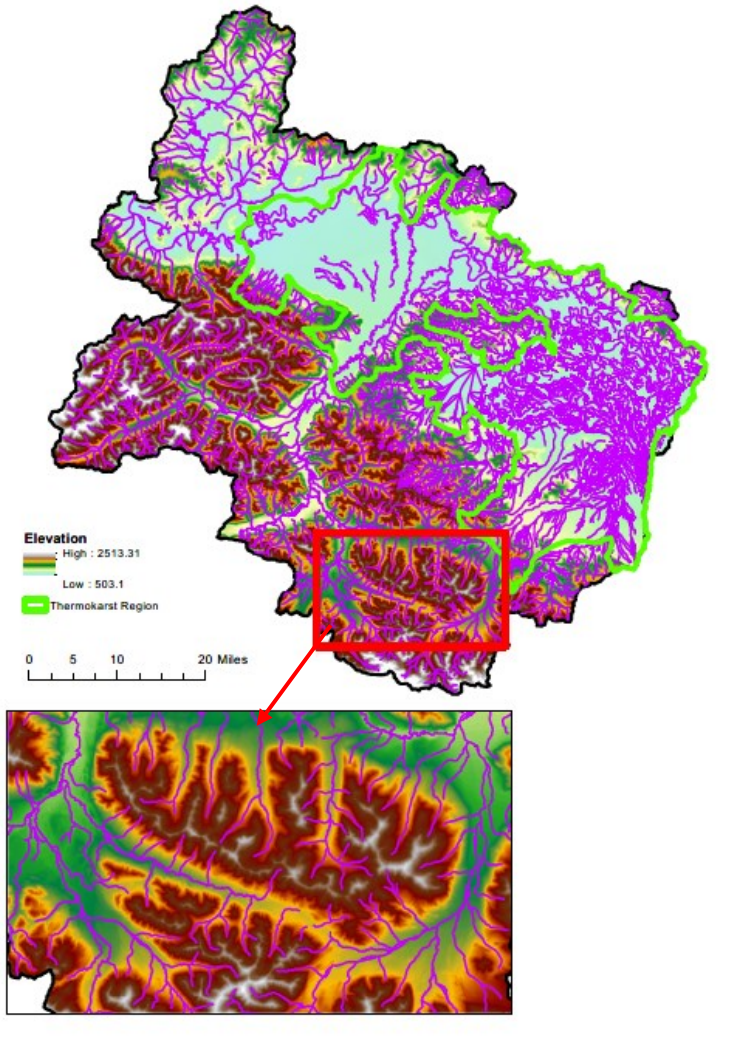 Elevation
High : 2513.31
Low : 503.1
Thermokarst Region
0 5 10 20 Miles